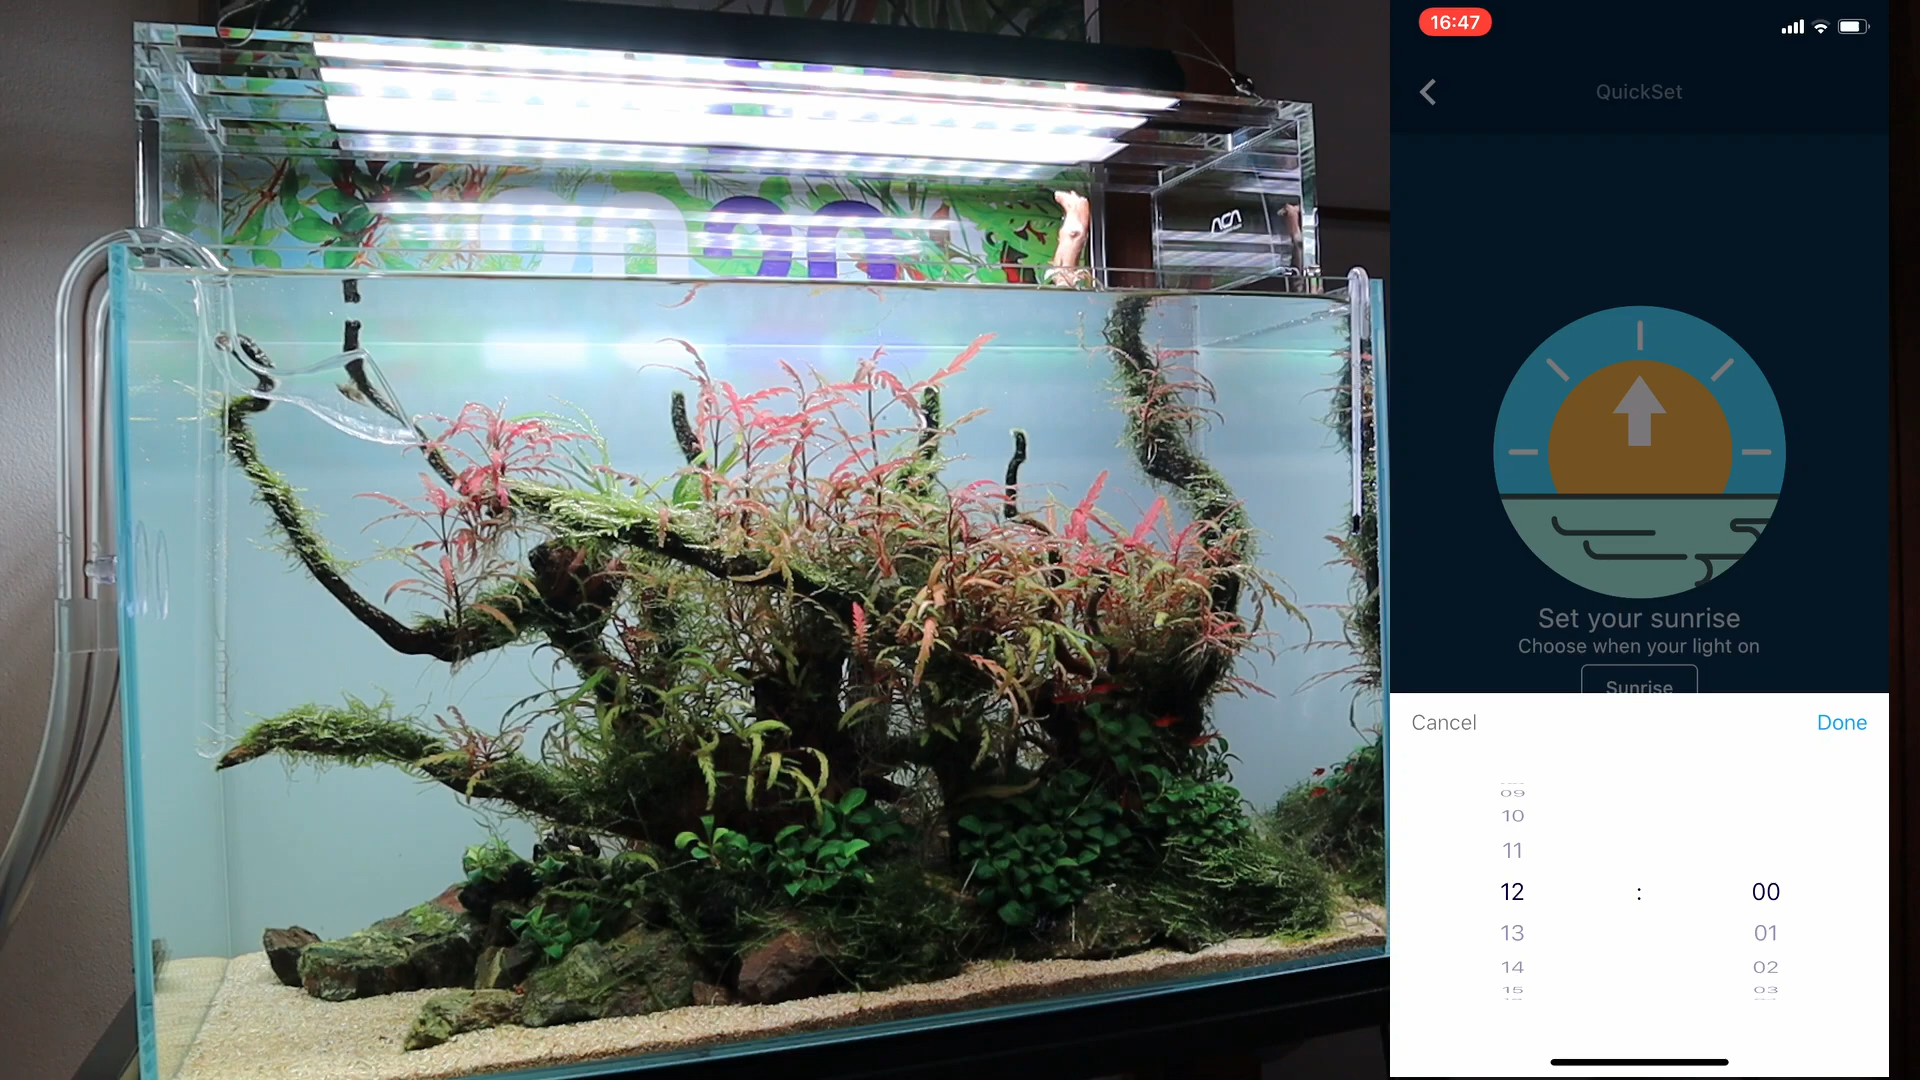 16:47
QuickSet
Set your sunrise
Choose when your light on
Sunrise
Cancel
Done
09
10
11
12 : 00
13 01
14 02
15 03